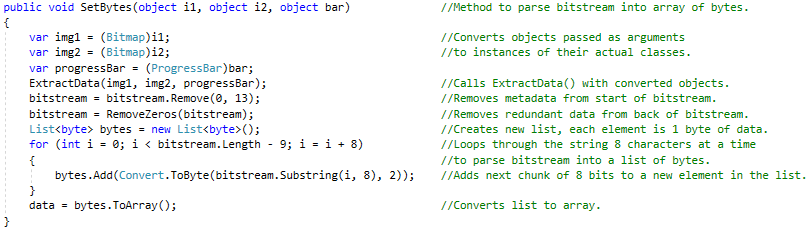 public void SetBytes(object i1, object i2, object bar) //Method to parse bitstream into array of bytes.
{
var img1 = (Bitmap)i1; //Converts objects passed as arguments
var img2 = (Bitmap)i2; //to instances of their actual classes.
var progressBar = (ProgressBar)bar;
ExtractData(img1, img2, progressBar); //Calls ExtractData() with converted objects.
bitstream = bitstream.Remove(0, 13); //Removes metadata from start of bitstream.
bitstream = RemoveZeros(bitstream); //Removes redundant data from back of bitstream.
List<byte> bytes = new List<byte>(); //Creates new list, each element is 1 byte of data.
for (int i = 0; i < bitstream.Length - 9; i = i + 8) //Loops through the string 8 characters at a time
{ //to parse bitstream into a list of bytes.
bytes.Add(Convert.ToByte(bitstream.Substring(i, 8), 2)); //Adds next chunk of 8 bits to a new element in the list.
}
data = bytes.ToArray(); //Converts list to array.
}